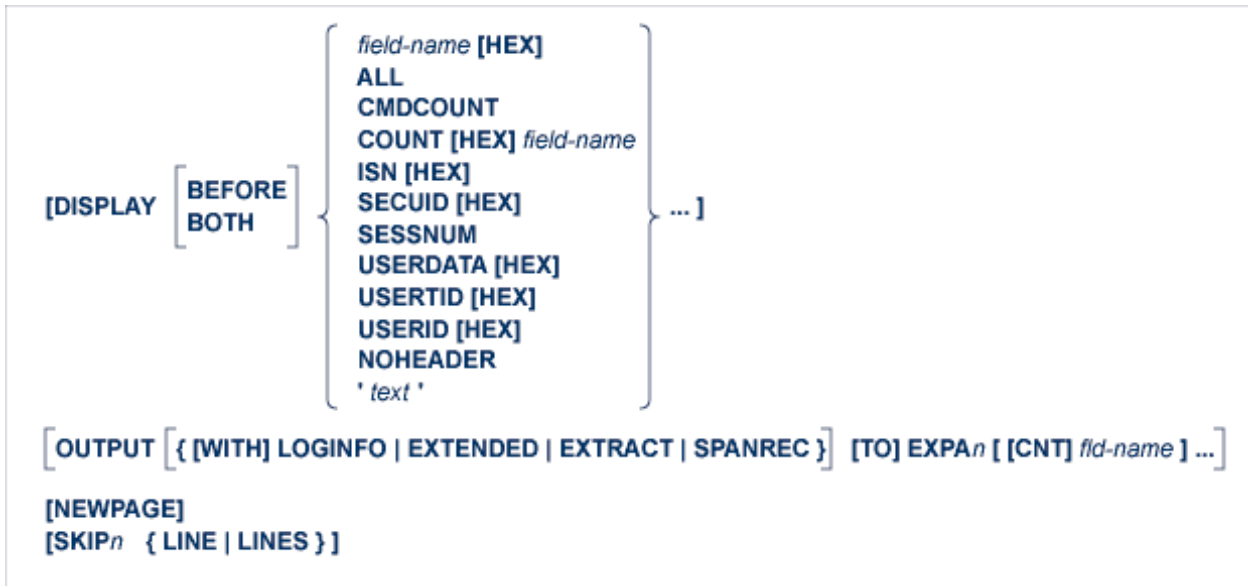 field-name [HEX]
ALL
CMDCOUNT
COUNT [HEX] field-name
ISN [HEX]
SECUID [HEX]
[DISPLAY [BEFORE BOTH] { SESSNUM } ... ]
USERDATA [HEX]
USERTID [HEX]
USERID [HEX]
NOHEADER
' text '
[OUTPUT [{ [WITH] LOGINFO | EXTENDED | EXTRACT | SPANREC }] [TO] EXPAn [ [CNT] fld-name ] ...]
[NEWPAGE]
[SKIPn { LINE | LINES } ]